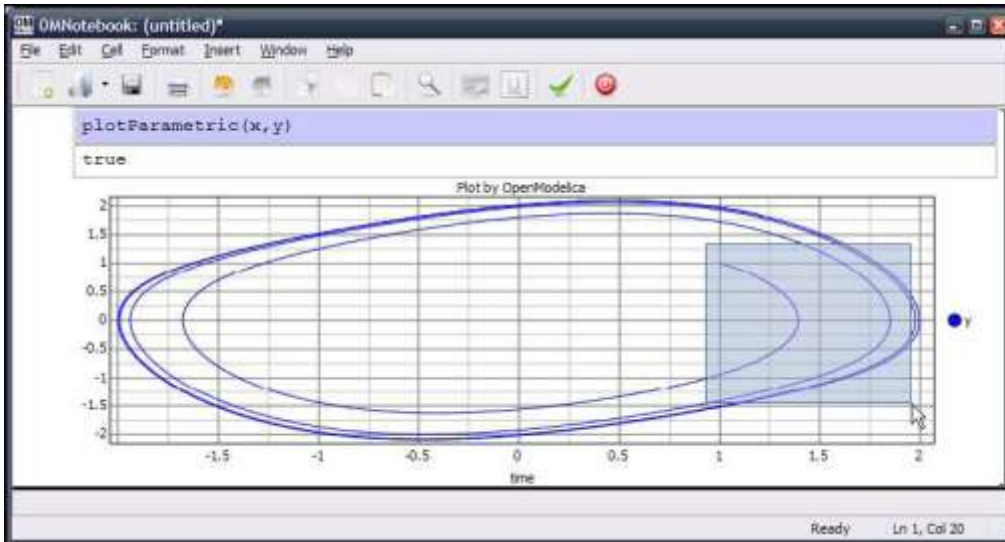 OMNotebook: (untitled)*
File Edit Cell Format Insert Window Help
plotParametric(x,y)
true
Plot by OpenModelica
2
1.5
1
0.5
0
-0.5
-1
-1.5
-2
y
-1.5 -1 -0.5 0 0.5 1 1.5 2
time
Ready Ln 1, Col 20